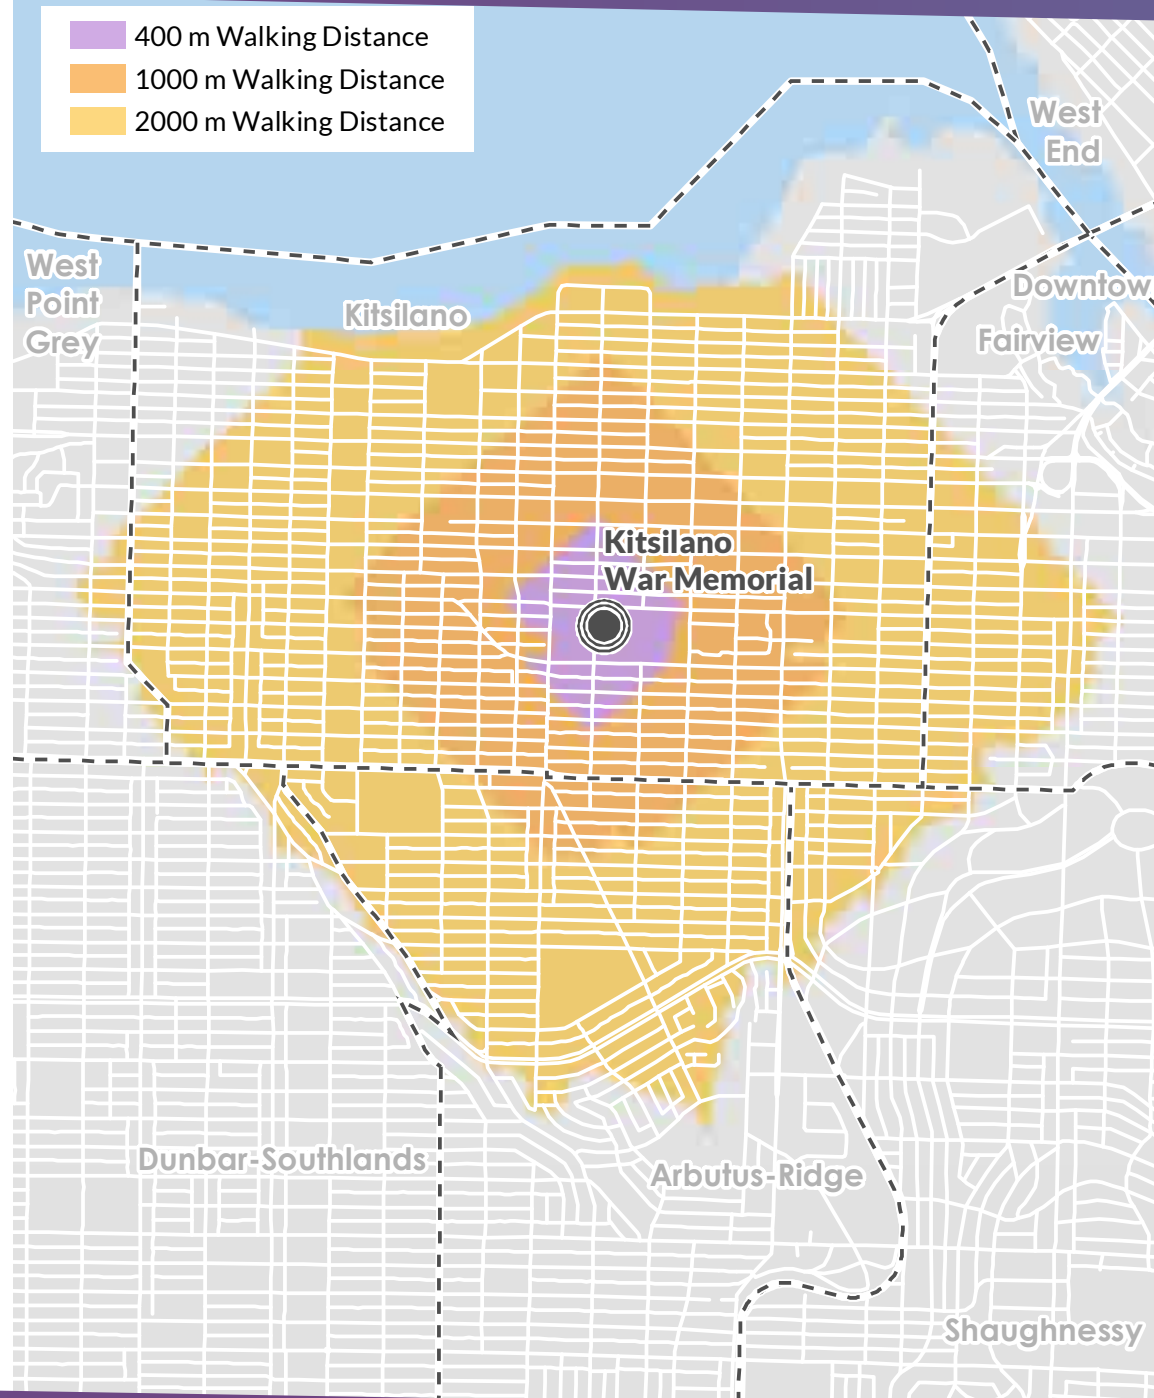 400 m Walking Distance
1000 m Walking Distance
2000 m Walking Distance
West
End
West
Point
Grey
Kitsilano
Downtow
Fairview
Kitsilano
War Memorial
Dunbar-Southlands
Arbutus-Ridge
Shaughnessy